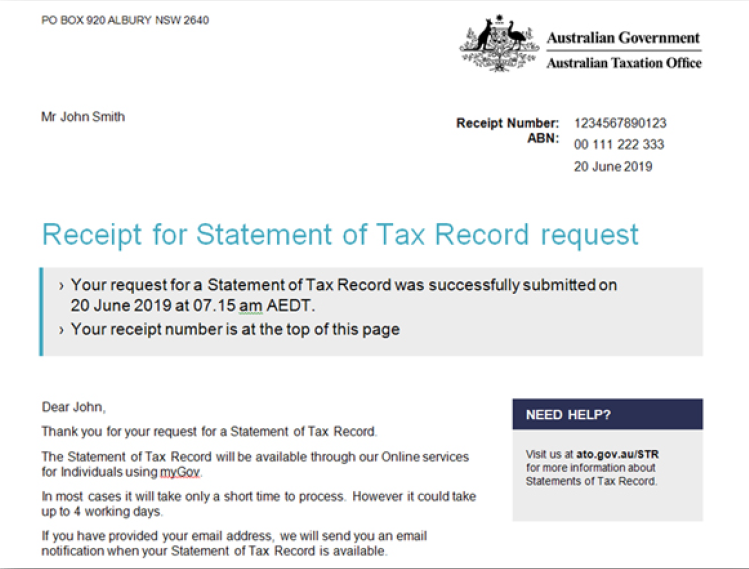 PO BOX 920 ALBURY NSW 2640
Australian Government
Australian Taxation Office
Mr John Smith
Receipt Number: 1234567890123
ABN: 00 111 222 333
20 June 2019
Receipt for Statement of Tax Record request
› Your request for a Statement of Tax Record was successfully submitted on
20 June 2019 at 07.15 am AEDT.
› Your receipt number is at the top of this page
Dear John,
Thank you for your request for a Statement of Tax Record.
The Statement of Tax Record will be available through our Online services
for Individuals using myGov.
In most cases it will take only a short time to process. However it could take
up to 4 working days.
If you have provided your email address, we will send you an email
notification when your Statement of Tax Record is available.
NEED HELP?
Visit us at ato.gov.au/STR
for more information about
Statements of Tax Record.